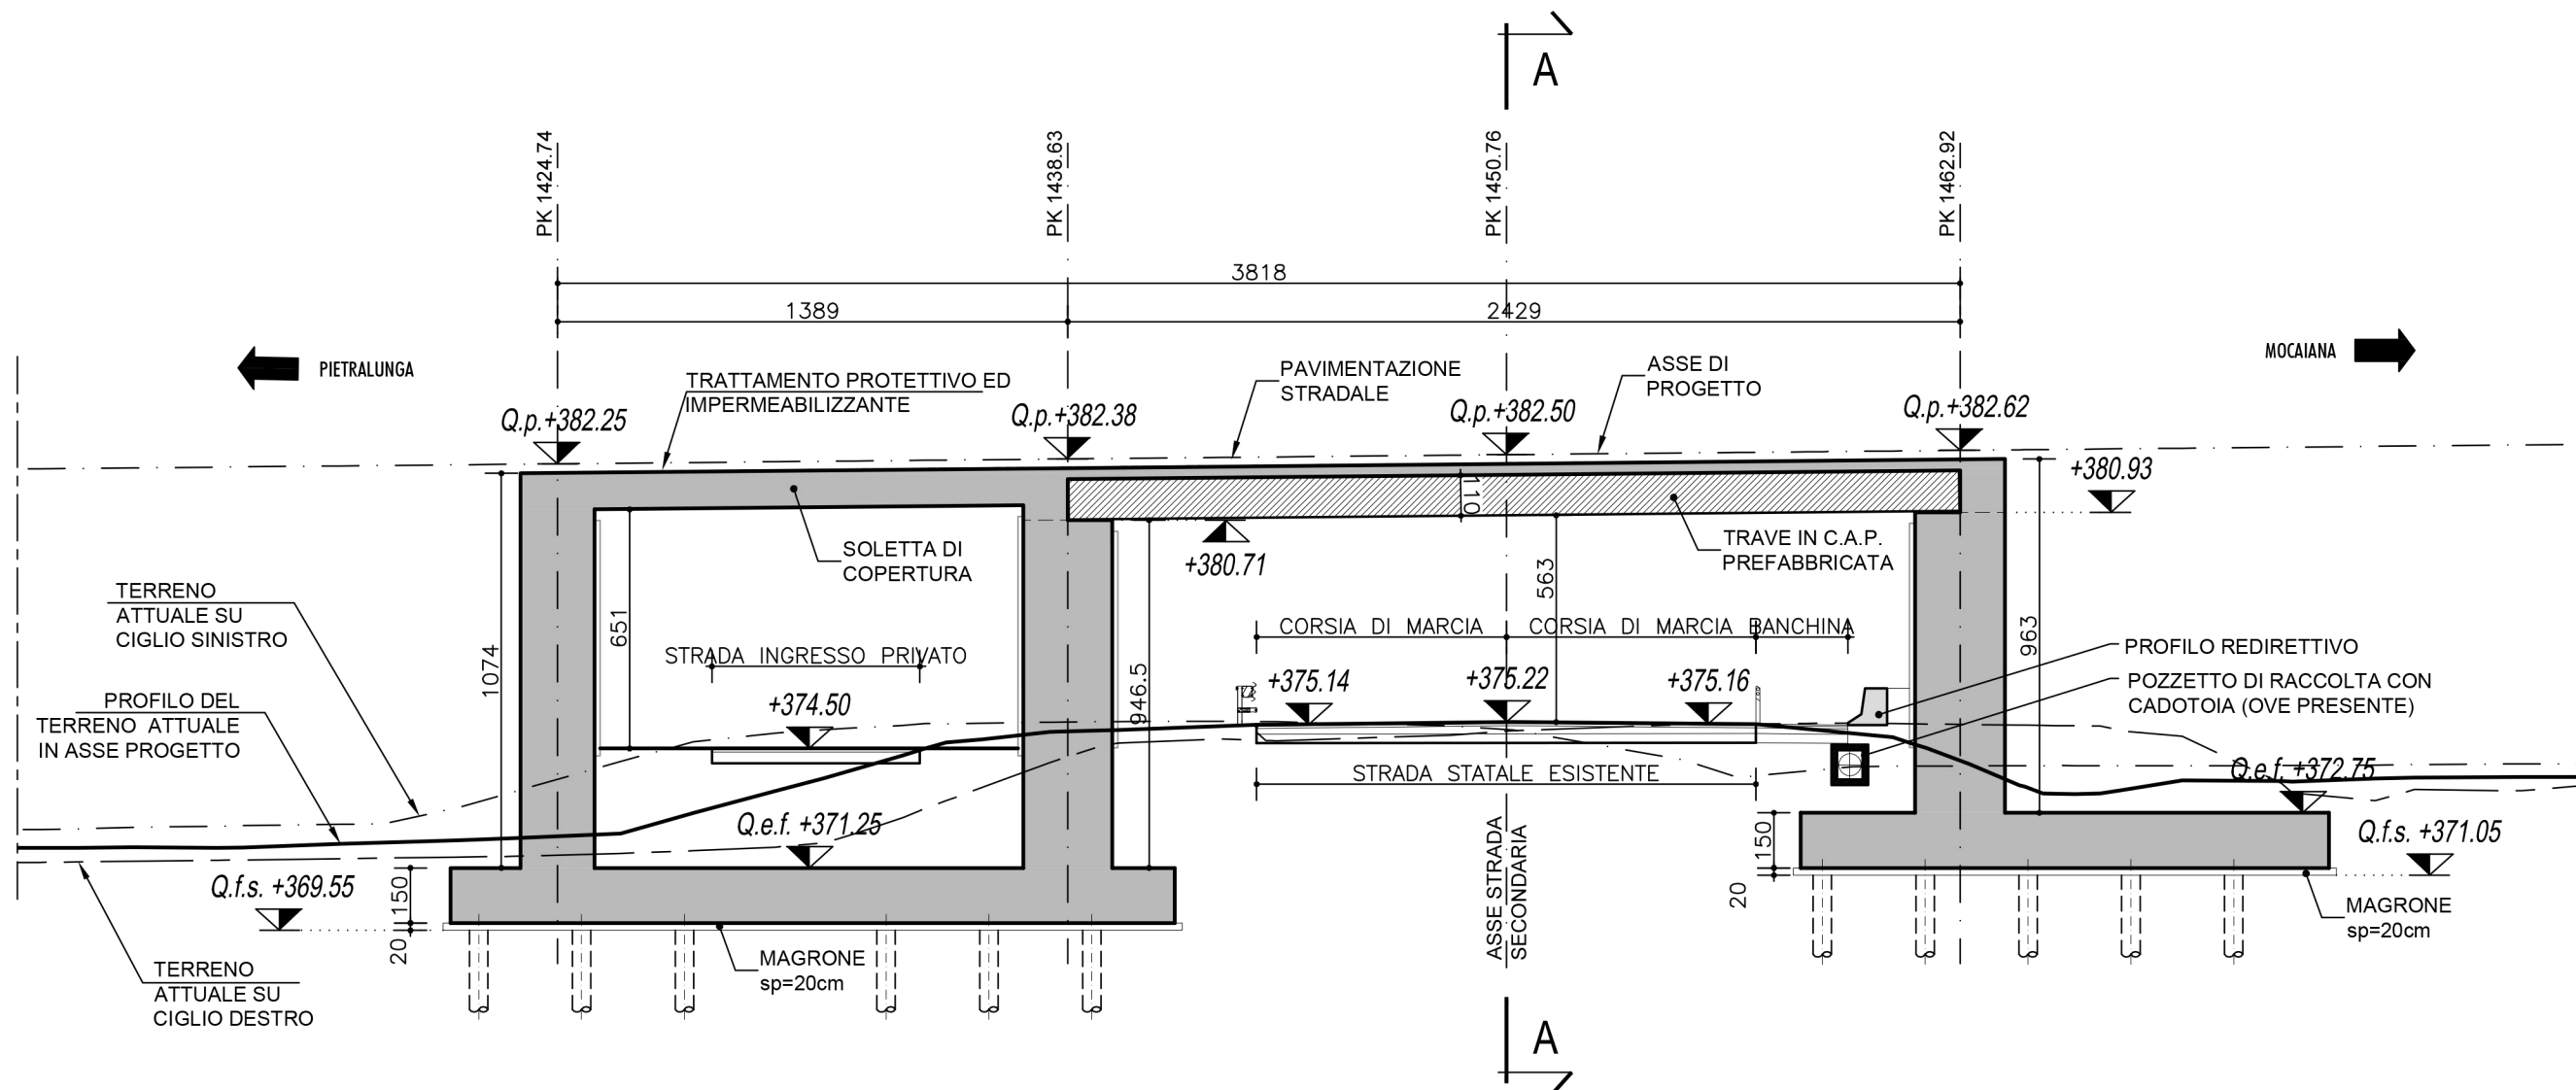 A
PK 1424.74
PK 1438.63
PK 1450.76
PK 1462.92
3818
1389
2429
PIETRALUNGA
MOCAIANA
TRATTAMENTO PROTETTIVO ED
IMPERMEABILIZZANTE
PAVIMENTAZIONE
STRADALE
ASSE DI
PROGETTO
Q.p.+382.25
Q.p.+382.38
Q.p.+382.50
Q.p.+382.62
+380.93
110
SOLETTA DI
COPERTURA
+380.71
TRAVE IN C.A.P.
PREFABBRICATA
563
TERRENO
ATTUALE SU
CIGLIO SINISTRO
651
1074
946.5
963
STRADA INGRESSO PRIVATO
CORSIA DI MARCIA
CORSIA DI MARCIA
BANCHINA
PROFILO REDIRETTIVO
POZZETTO DI RACCOLTA CON
CADOTOIA (OVE PRESENTE)
PROFILO DEL
TERRENO ATTUALE
IN ASSE PROGETTO
+374.50
+375.14
+375.22
+375.16
STRADA STATALE ESISTENTE
Q.e.f. +372.75
Q.e.f. +371.25
Q.f.s. +371.05
Q.f.s. +369.55
150
20
150
20
ASSE STRADA
SECONDARIA
MAGRONE
sp=20cm
MAGRONE
sp=20cm
TERRENO
ATTUALE SU
CIGLIO DESTRO
A